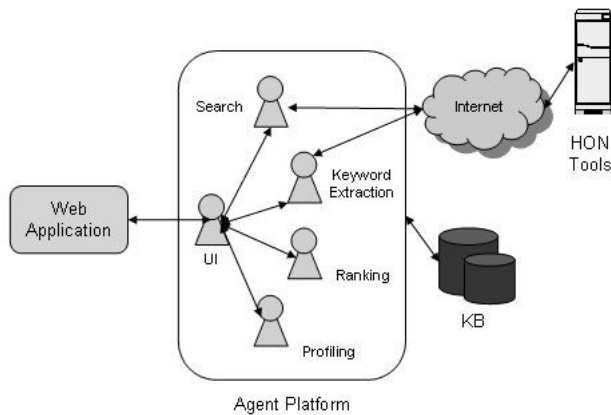 Search
Internet
HON
Tools
Keyword
Extraction
Web
Application
UI
Ranking
KB
Profiling
Agent Platform